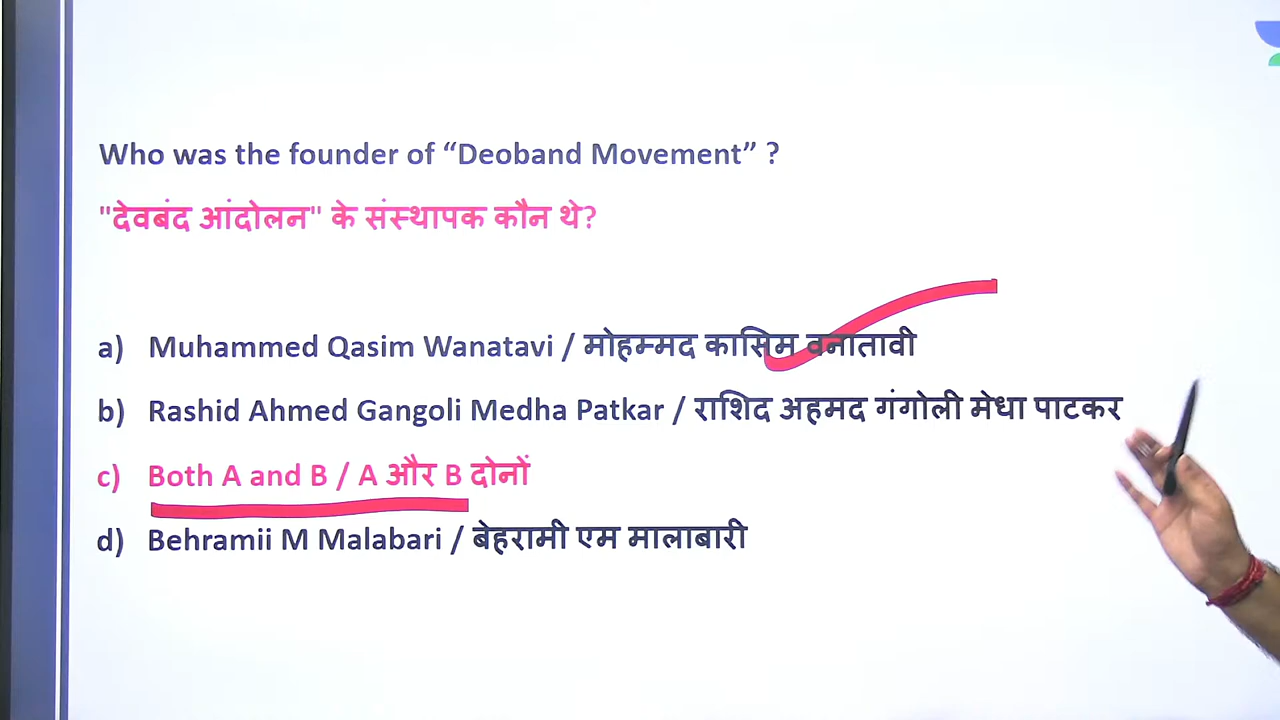 Who was the founder of “Deoband Movement” ?
"देवबंद आंदोलन" के संस्थापक कौन थे?
a) Muhammed Qasim Wanatavi / मोहम्मद कासिम वनातावी
b) Rashid Ahmed Gangoli Medha Patkar / राशिद अहमद गंगोली मेधा पाटकर
c) Both A and B / A और B दोनों
d) Behramii M Malabari / बेहरामी एम मालाबारी